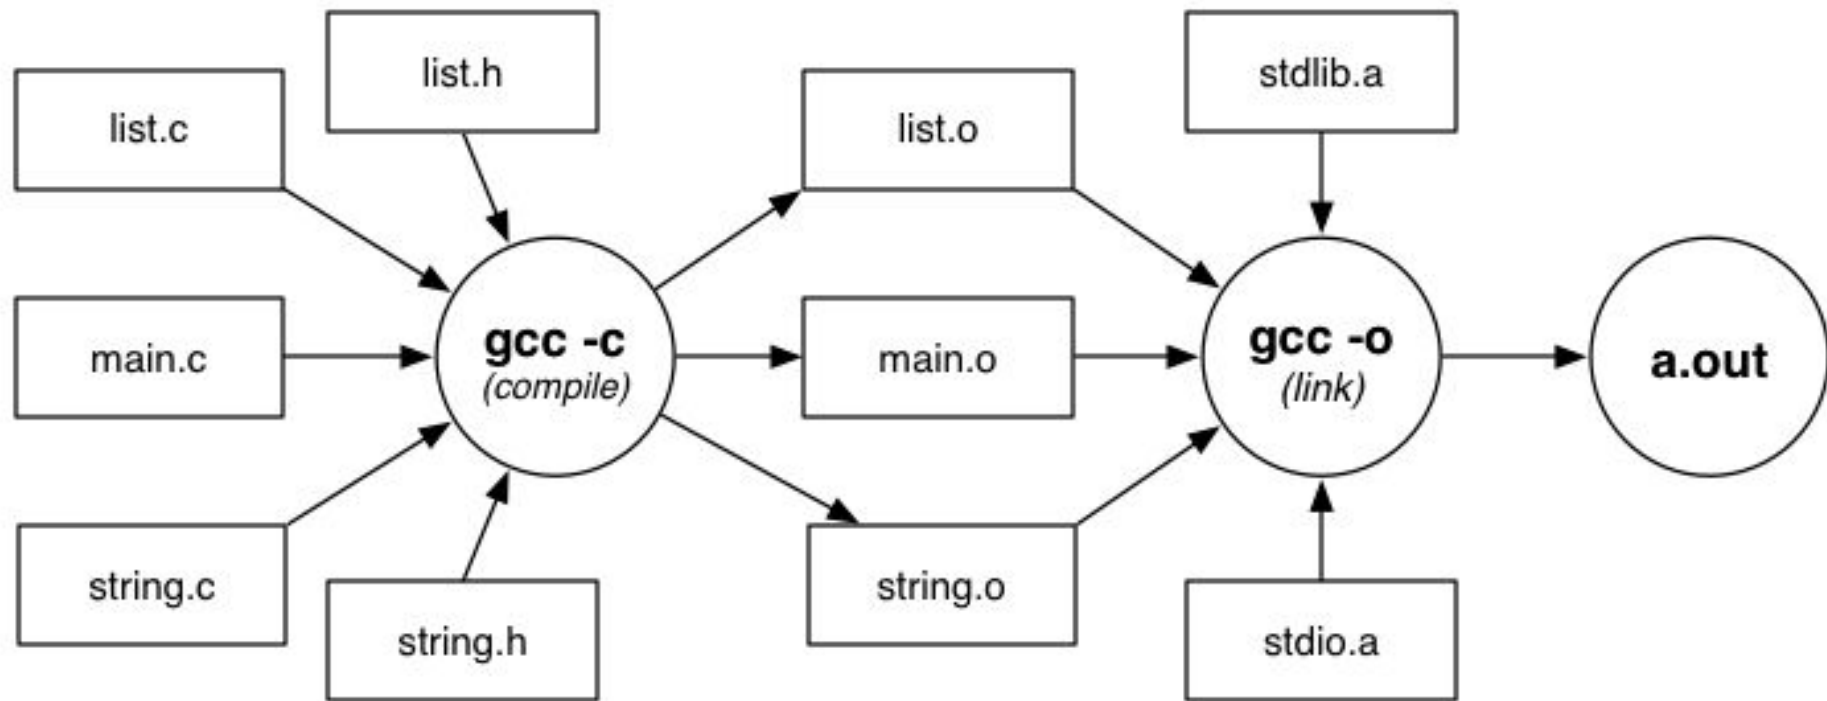 list.h
stdlib.a
list.c
list.o
gcc -c
(compile)
gcc -o
(link)
main.c
main.o
a.out
string.c
string.o
string.h
stdio.a